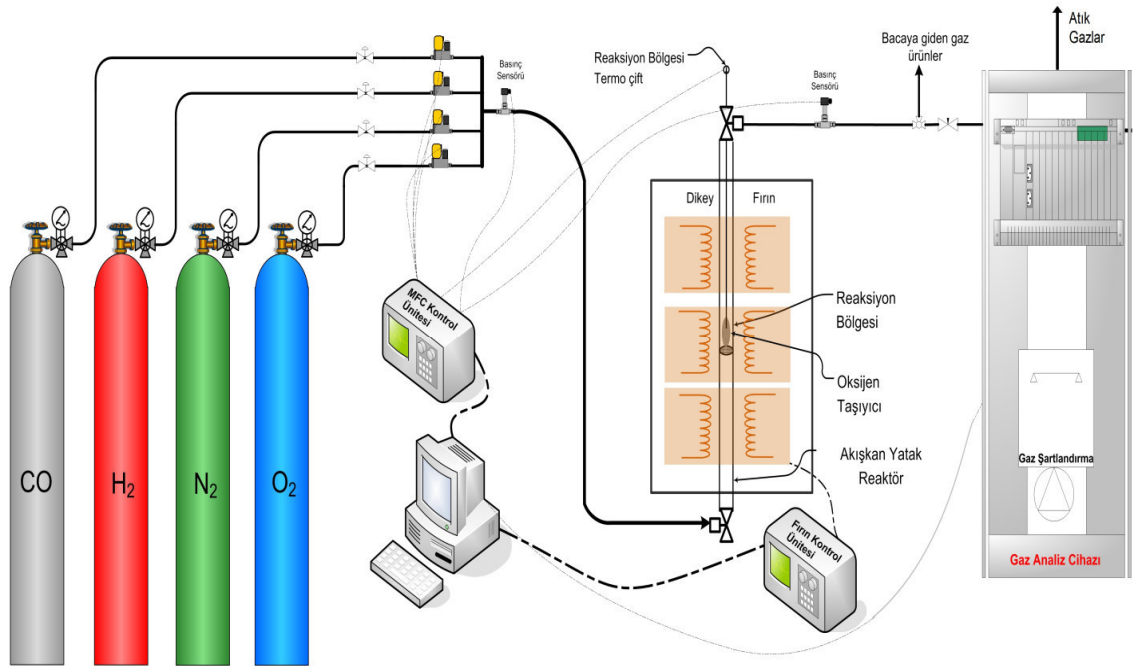 Atık
Gazlar
Bacaya giden gaz
ürünler
Basınç
Sensörü
Reaksiyon Bölgesi
Termo çift
Basınç
Sensörü
Dikey
Fırın
MFC Kontrol
Ünitesi
Reaksiyon
Bölgesi
Oksijen
Taşıyıcı
Akışkan Yatak
Reaktör
Gaz Şartlandırma
CO
H₂
N₂
O₂
Fırın Kontrol
Ünitesi
Gaz Analiz Cihazı